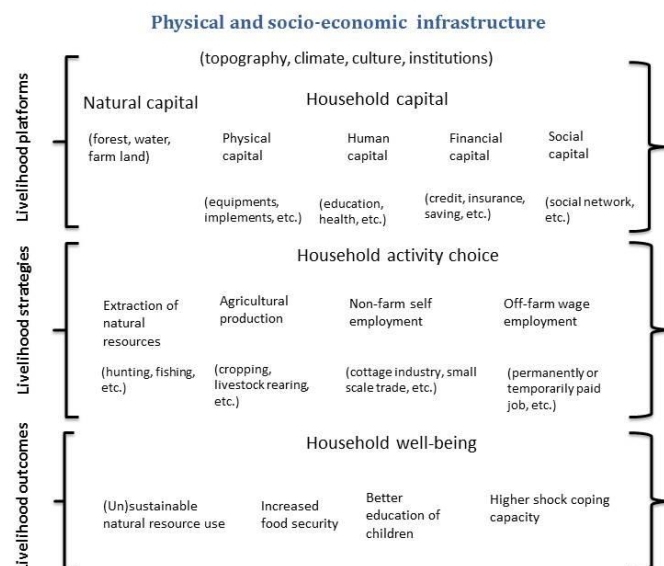 Physical and socio-economic infrastructure
(topography, climate, culture, institutions)
Livelihood platforms
Natural capital
Household capital
(forest, water,
farm land)
Physical
capital
Human
capital
Financial
capital
Social
capital
(equipments,
implements, etc.)
(education,
health, etc.)
(credit, insurance,
saving, etc.)
(social network,
etc.)
Livelihood strategies
Household activity choice
Extraction of
natural
resources
Agricultural
production
Non-farm self
employment
Off-farm wage
employment
(hunting, fishing,
etc.)
(cropping,
livestock rearing,
etc.)
(cottage industry, small
scale trade, etc.)
(permanently or
temporarily paid
job, etc.)
Livelihood outcomes
Household well-being
(Un)sustainable
natural resource use
Increased
food security
Better
education of
children
Higher shock coping
capacity